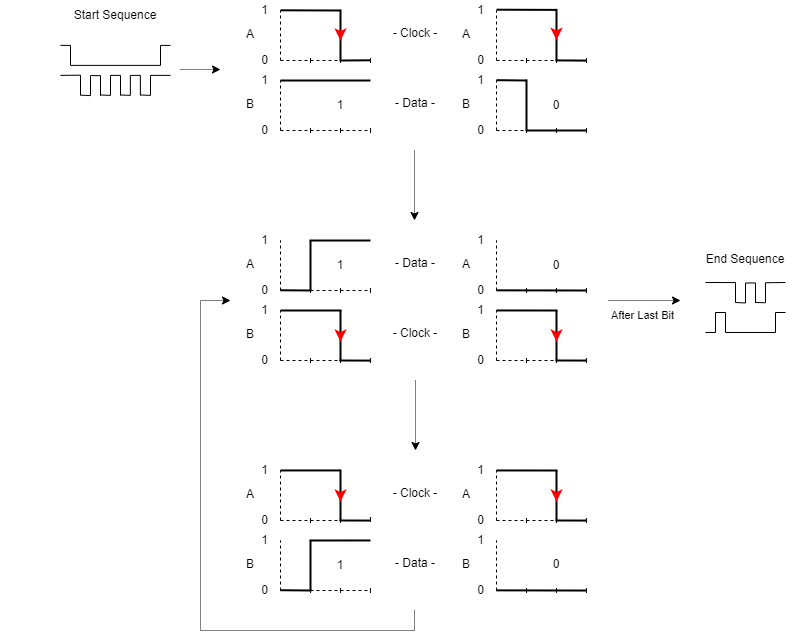 Start Sequence
1 1
A - Clock - A
0 0
1 1
B 1 - Data - B 0
0 0
1 1
A 1 - Data - A 0
0 0
1 1
B - Clock - B
0 0
End Sequence
After Last Bit
1 1
A - Clock - A
0 0
1 1
B 1 - Data - B 0
0 0